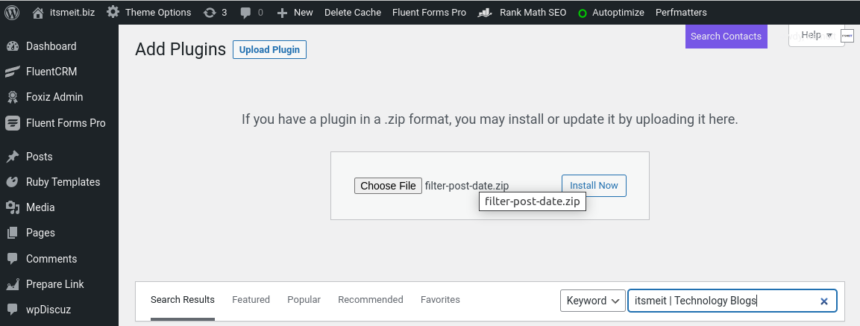 itsmeit.biz Theme Options 3 0 New Delete Cache Fluent Forms Pro Rank Math SEO Autoptimize Perfmatters
Search Contacts Help
Add Plugins Upload Plugin
Dashboard
FluentCRM
Foxiz Admin
Fluent Forms Pro
Posts
Ruby Templates
Media
Pages
Comments
Prepare Link
wpDiscuz
If you have a plugin in a .zip format, you may install or update it by uploading it here.
Choose File filter-post-date.zip Install Now
filter-post-date.zip
Search Results Featured Popular Recommended Favorites Keyword itsmeit | Technology Blogs